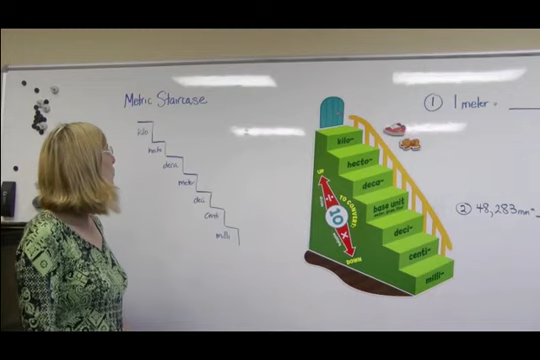 Metric Staircase
① 1 meter =
kilo
hecto
deca
meter
deci
centi
milli
② 48,283mm =
kilo-
hecto-
deca-
base unit
deci-
centi-
milli-
UP
÷
10
×
TO CONVERT:
DOWN